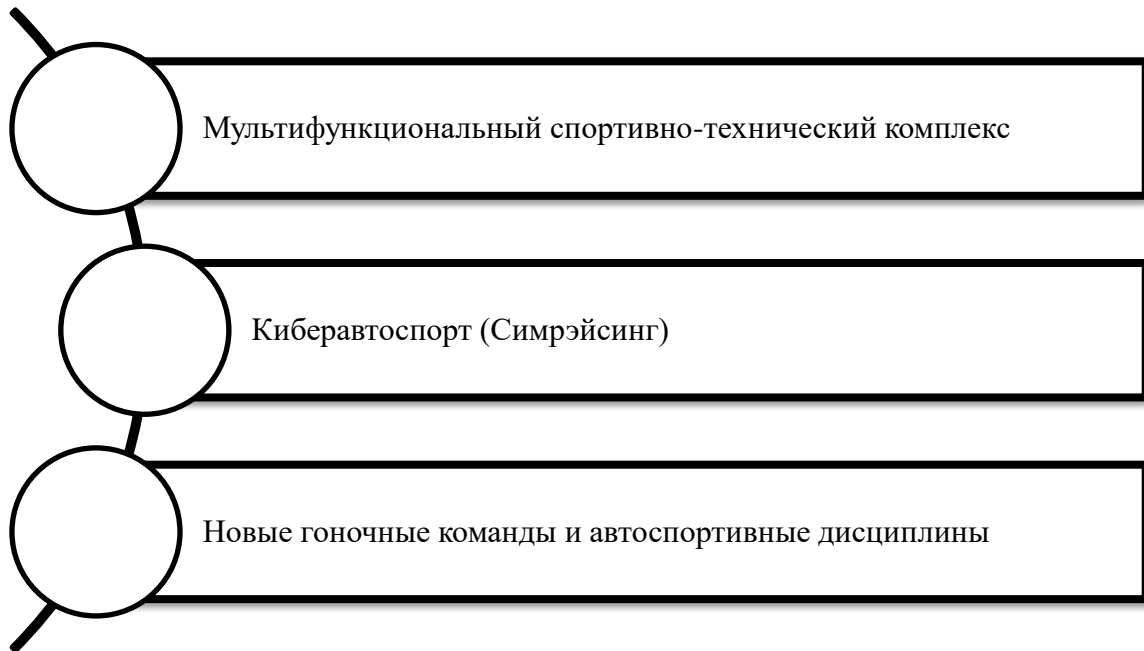 Мультифункциональный спортивно-технический комплекс
Киберавтоспорт (Симрэйсинг)
Новые гоночные команды и автоспортивные дисциплины